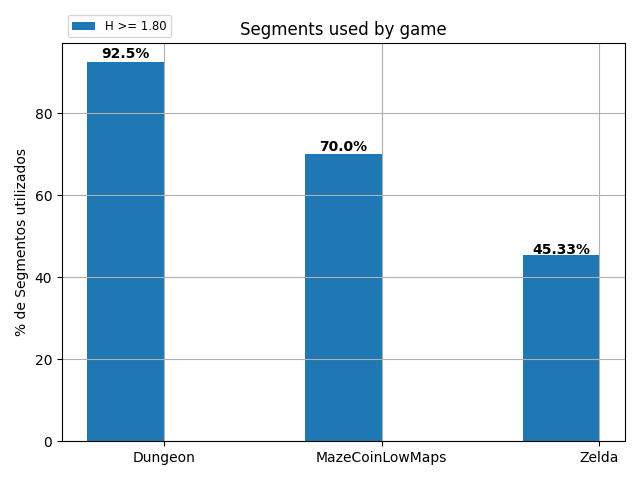 H >= 1.80
Segments used by game
92.5%
70.0%
45.33%
% de Segmentos utilizados
80
60
40
20
0
Dungeon
MazeCoinLowMaps
Zelda